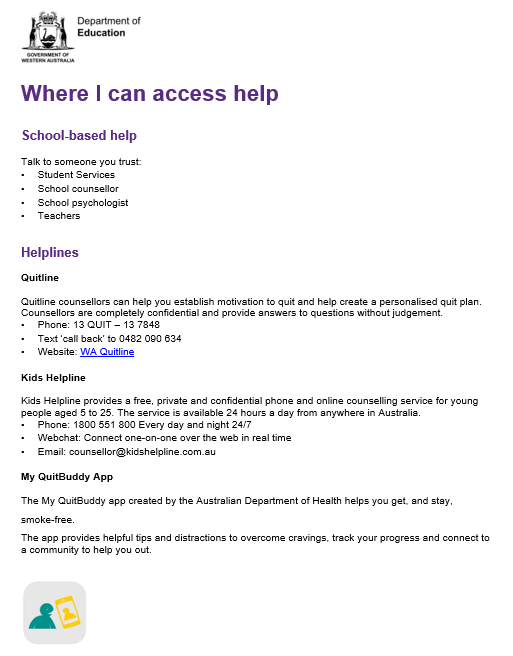 Department of
Education
GOVERNMENT OF
WESTERN AUSTRALIA
Where I can access help
School-based help
Talk to someone you trust:
• Student Services
• School counsellor
• School psychologist
• Teachers
Helplines
Quitline
Quitline counsellors can help you establish motivation to quit and help create a personalised quit plan.
Counsellors are completely confidential and provide answers to questions without judgement.
• Phone: 13 QUIT – 13 7848
• Text ‘call back’ to 0482 090 634
• Website: WA Quitline
Kids Helpline
Kids Helpline provides a free, private and confidential phone and online counselling service for young
people aged 5 to 25. The service is available 24 hours a day from anywhere in Australia.
• Phone: 1800 551 800 Every day and night 24/7
• Webchat: Connect one-on-one over the web in real time
• Email: counsellor@kidshelpline.com.au
My QuitBuddy App
The My QuitBuddy app created by the Australian Department of Health helps you get, and stay,
smoke-free.
The app provides helpful tips and distractions to overcome cravings, track your progress and connect to
a community to help you out.